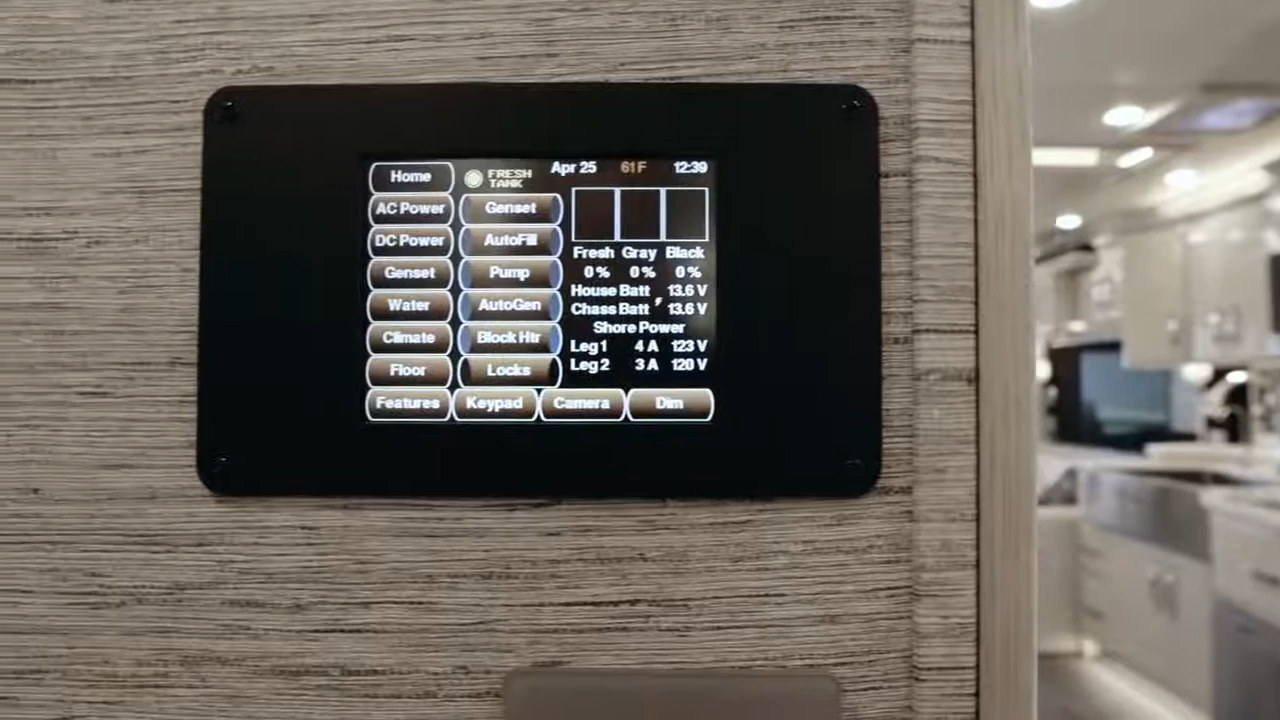 Home
FRESH TANK
Apr 25 61F 12:39
AC Power
Genset
DC Power
AutoFill
Genset
Pump
Water
AutoGen
Climate
Block Htr
Floor
Locks
Fresh Gray Black
0% 0% 0%
House Batt 13.6 V
Chass Batt 13.6 V
Shore Power
Leg 1 4 A 123 V
Leg 2 3 A 120 V
Features Keypad Camera Dim